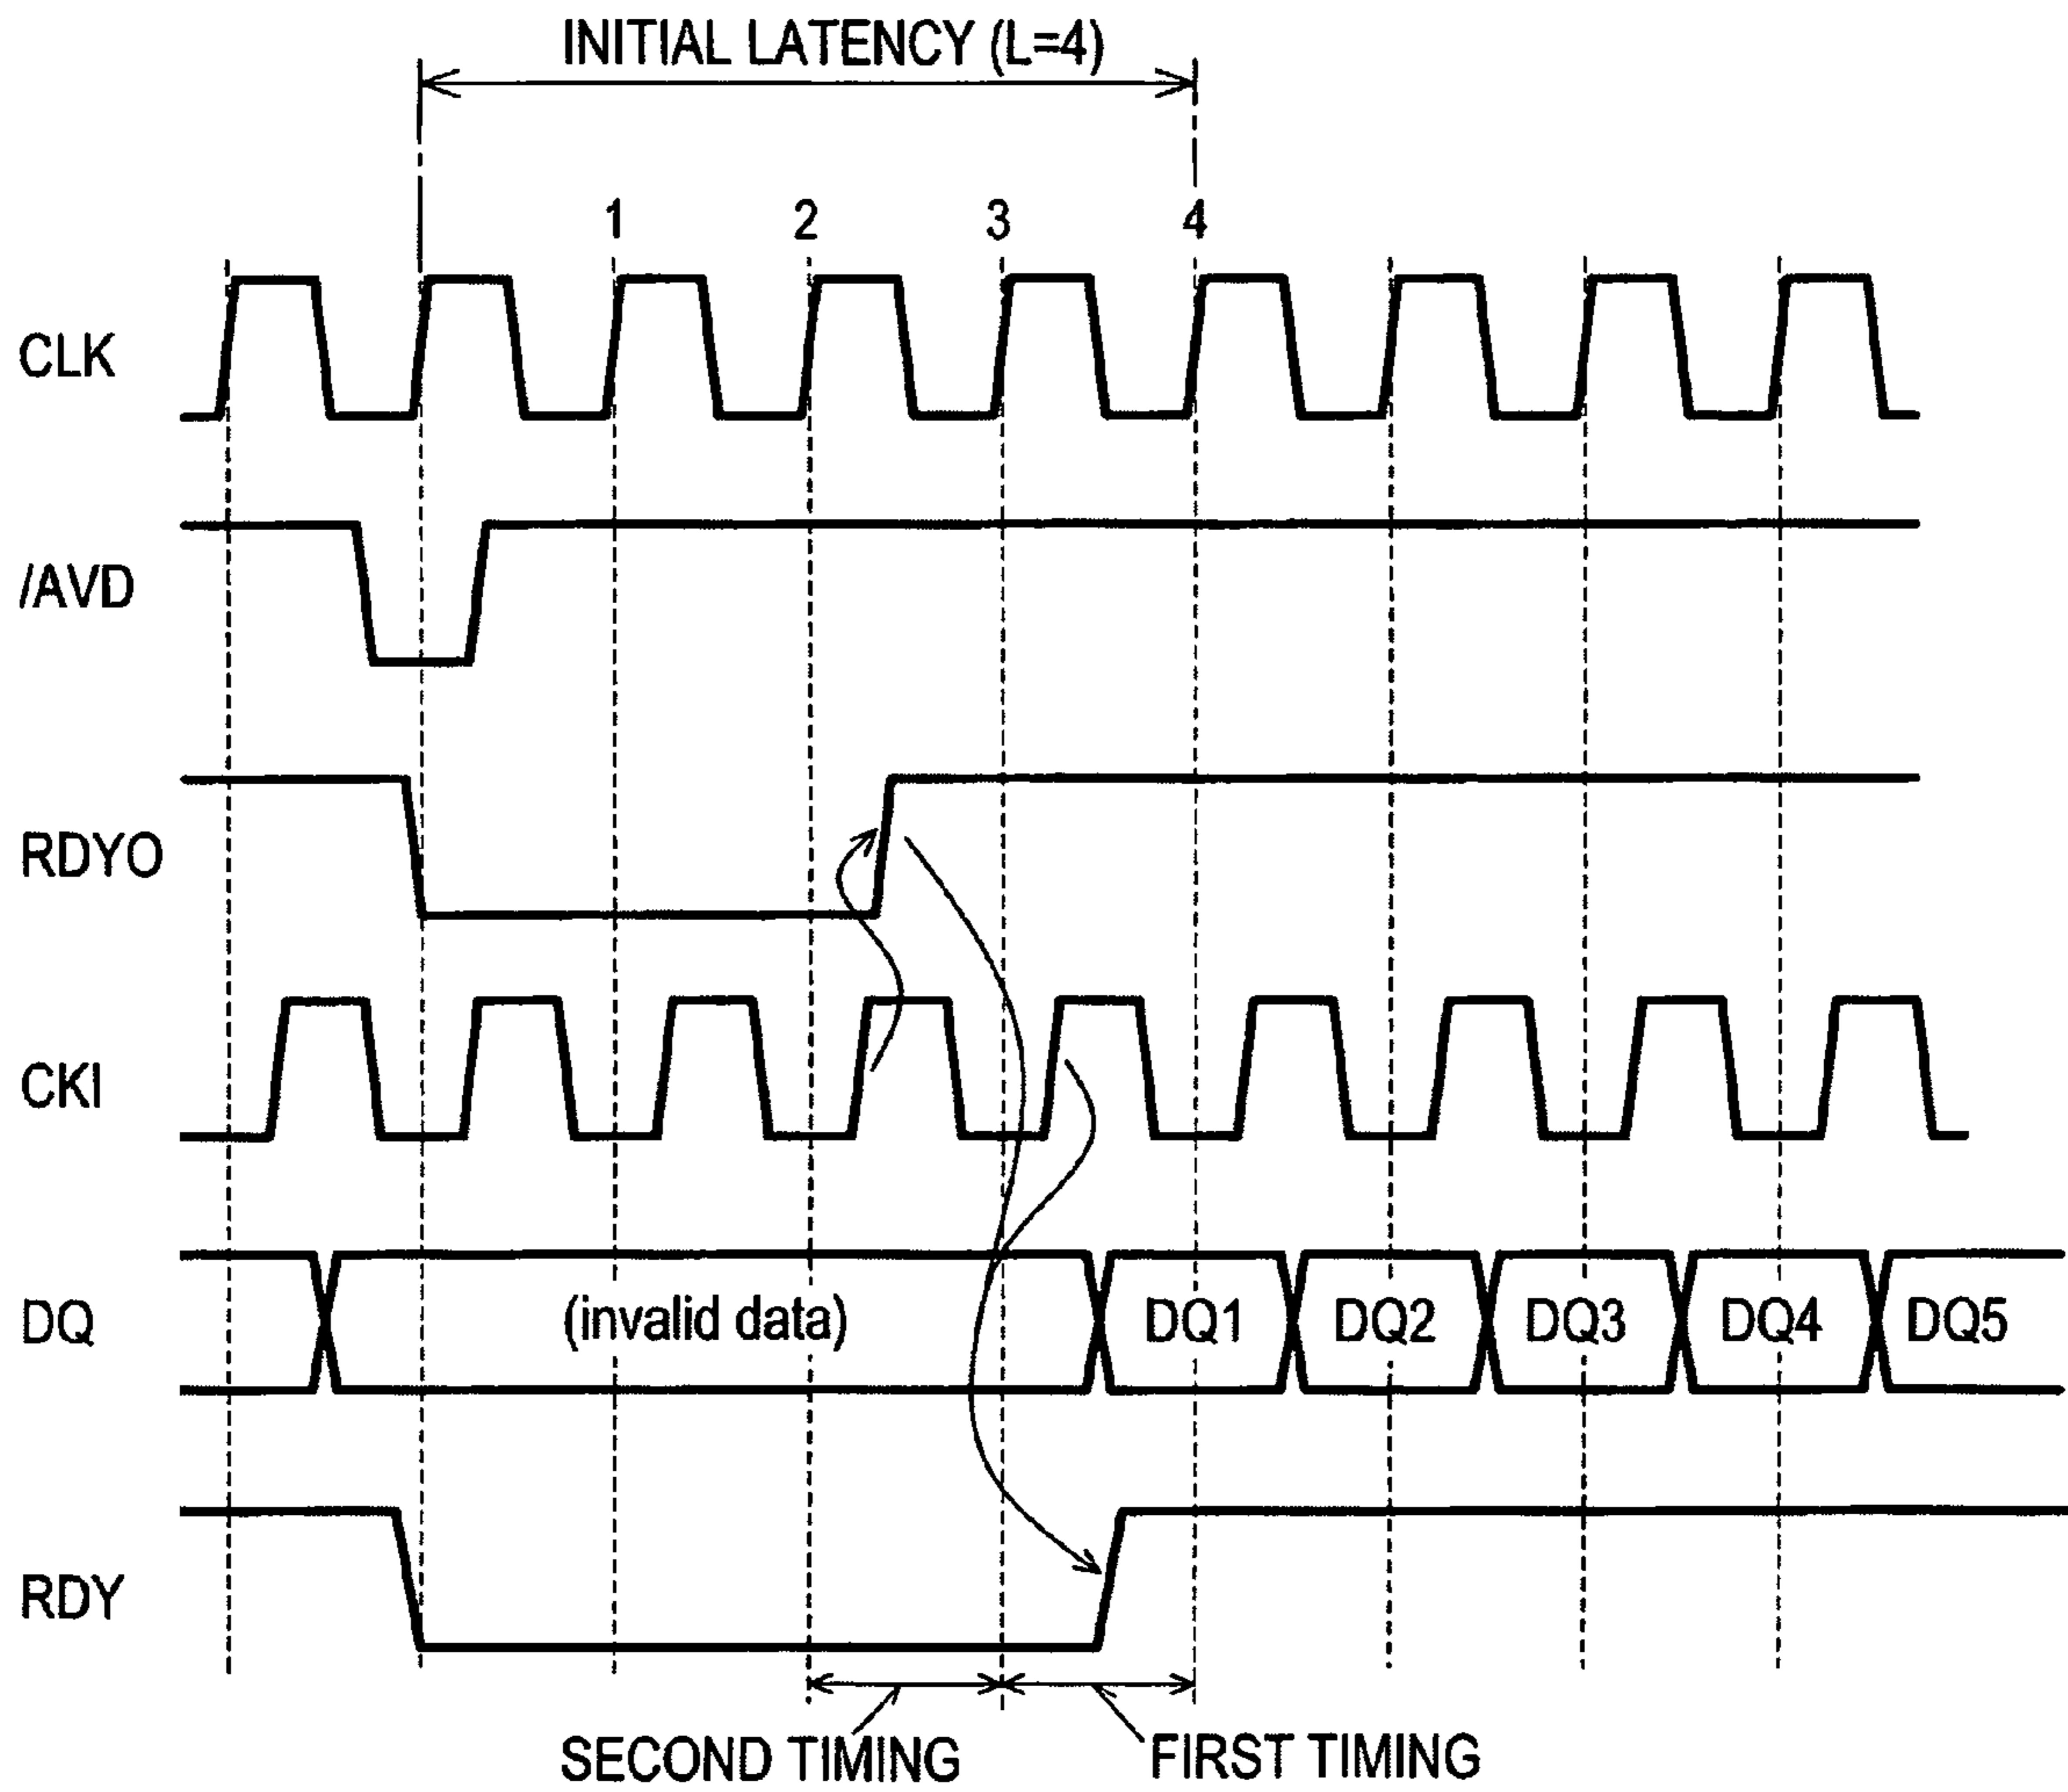 INITIAL LATENCY (L=4)
1 2 3 4
CLK
/AVD
RDYO
CKI
DQ (invalid data) DQ1 DQ2 DQ3 DQ4 DQ5
RDY
SECOND TIMING FIRST TIMING